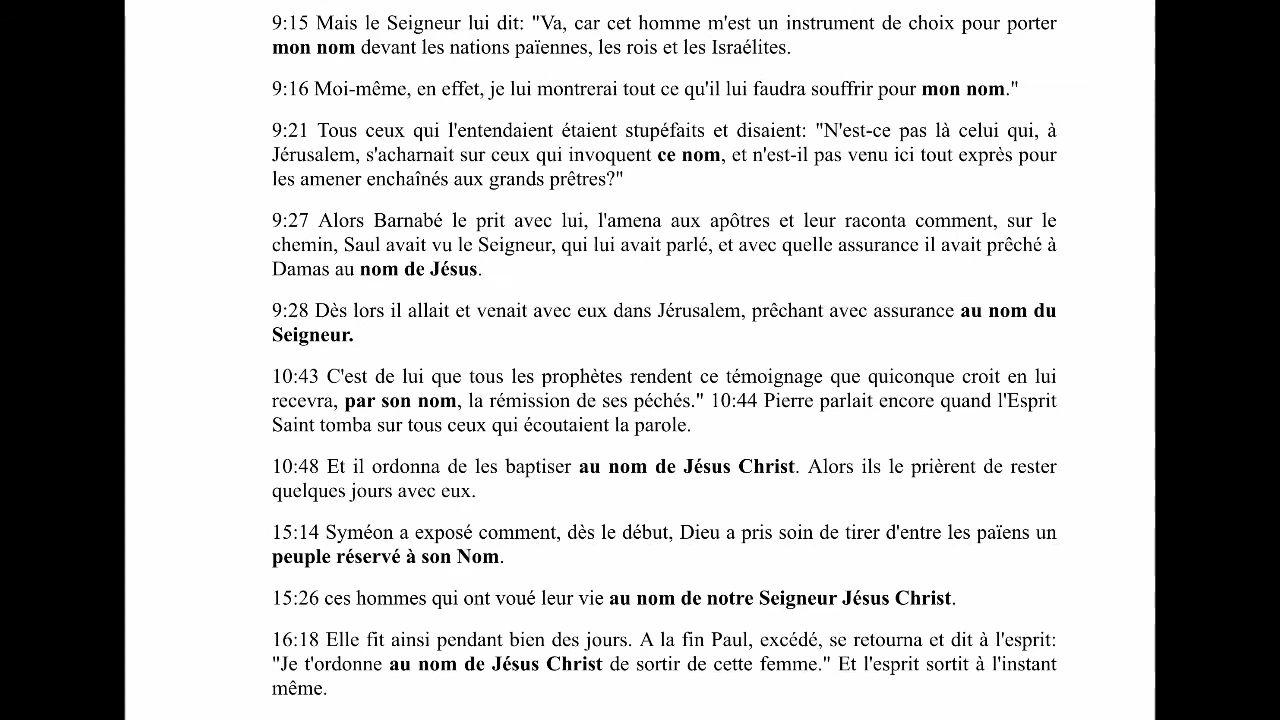 9:15 Mais le Seigneur lui dit: "Va, car cet homme m'est un instrument de choix pour porter
mon nom devant les nations païennes, les rois et les Israélites.
9:16 Moi-même, en effet, je lui montrerai tout ce qu'il lui faudra souffrir pour mon nom."
9:21 Tous ceux qui l'entendaient étaient stupéfaits et disaient: "N'est-ce pas là celui qui, à
Jérusalem, s'acharnait sur ceux qui invoquent ce nom, et n'est-il pas venu ici tout exprès pour
les amener enchaînés aux grands prêtres?"
9:27 Alors Barnabé le prit avec lui, l'amena aux apôtres et leur raconta comment, sur le
chemin, Saul avait vu le Seigneur, qui lui avait parlé, et avec quelle assurance il avait prêché à
Damas au nom de Jésus.
9:28 Dès lors il allait et venait avec eux dans Jérusalem, prêchant avec assurance au nom du
Seigneur.
10:43 C'est de lui que tous les prophètes rendent ce témoignage que quiconque croit en lui
recevra, par son nom, la rémission de ses péchés." 10:44 Pierre parlait encore quand l'Esprit
Saint tomba sur tous ceux qui écoutaient la parole.
10:48 Et il ordonna de les baptiser au nom de Jésus Christ. Alors ils le prièrent de rester
quelques jours avec eux.
15:14 Syméon a exposé comment, dès le début, Dieu a pris soin de tirer d'entre les païens un
peuple réservé à son Nom.
15:26 ces hommes qui ont voué leur vie au nom de notre Seigneur Jésus Christ.
16:18 Elle fit ainsi pendant bien des jours. A la fin Paul, excédé, se retourna et dit à l'esprit:
"Je t'ordonne au nom de Jésus Christ de sortir de cette femme." Et l'esprit sortit à l'instant
même.